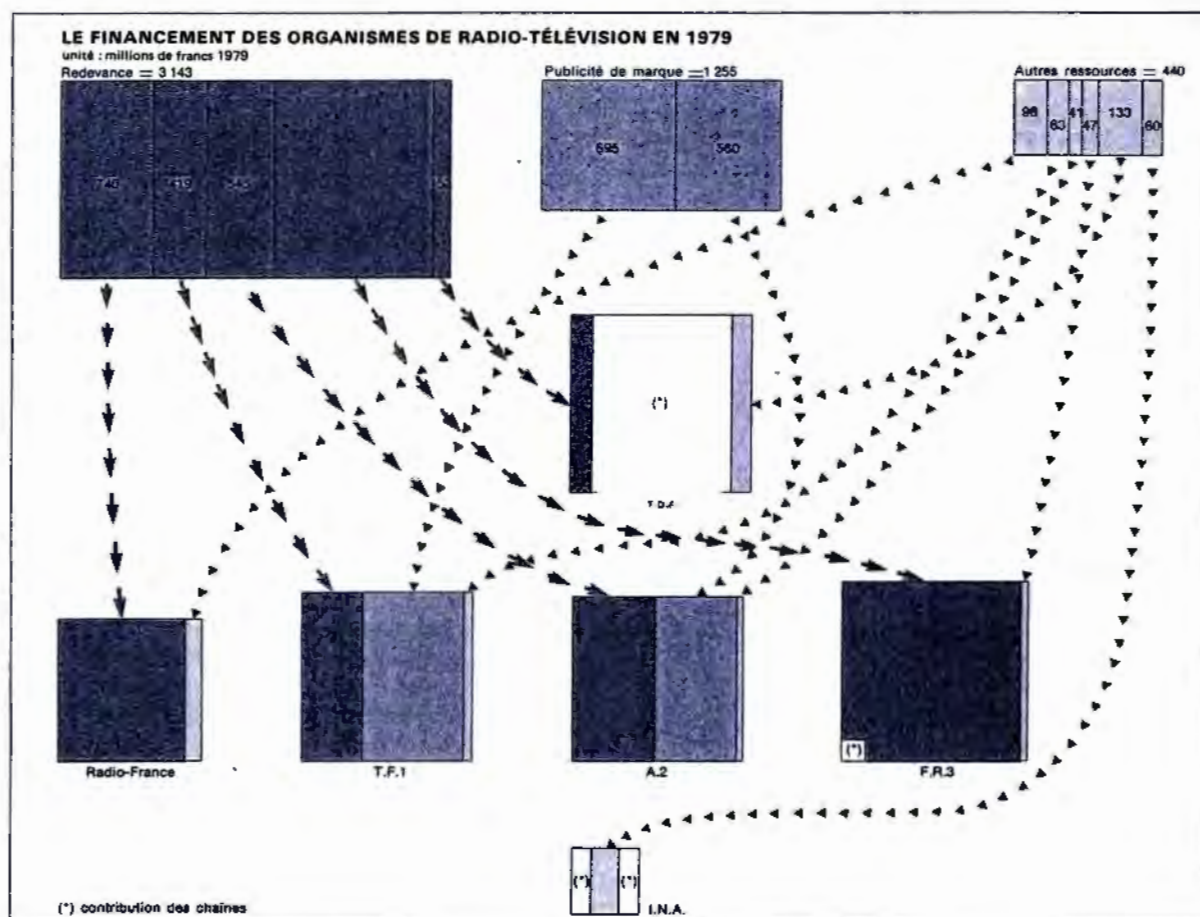 LE FINANCEMENT DES ORGANISMES DE RADIO-TÉLÉVISION EN 1979
unité : millions de francs 1979
Redevance = 3 143
Publicité de marque = 1 255
Autres ressources = 440
96 63 41 47 133 60
695 560
740 419
(*)
T.D.F.
Radio-France
T.F.1
A.2
(*)
F.R.3
(*) (*)
I.N.A.
(*) contribution des chaînes